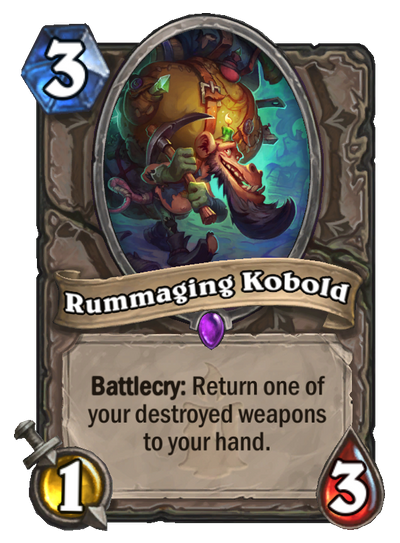 3
Rummaging Kobold
Battlecry: Return one of
your destroyed weapons
to your hand.
1
3